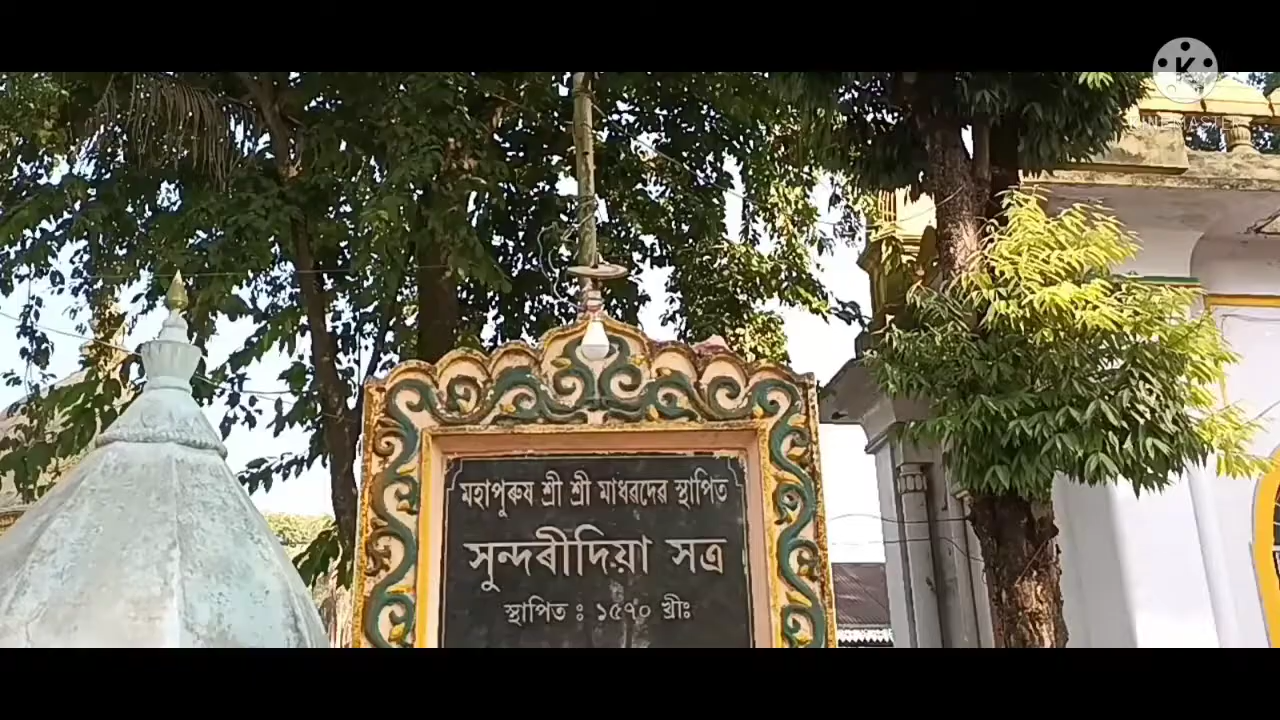 মহাপুৰুষ শ্ৰী শ্ৰী মাধৱদেৱ স্থাপিত
সুন্দৰীদিয়া সত্ৰ
স্থাপিত : ১৫৭০ খ্ৰীঃ